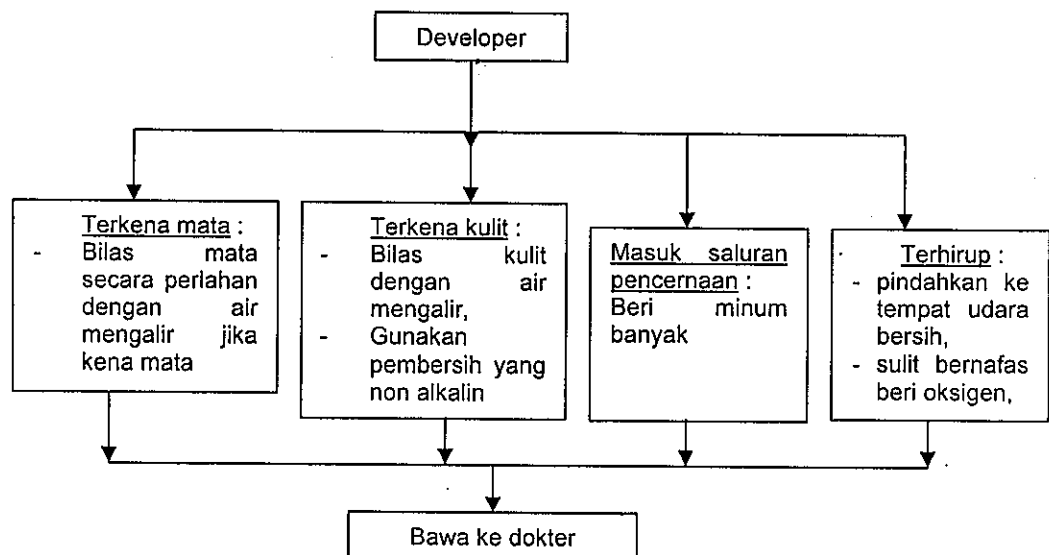 Developer
Terkena mata :
- Bilas mata
secara perlahan
dengan air
mengalir jika
kena mata
Terkena kulit :
- Bilas kulit
dengan air
mengalir,
- Gunakan
pembersih yang
non alkalin
Masuk saluran
pencernaan :
Beri minum
banyak
Terhirup :
- pindahkan ke
tempat udara
bersih,
- sulit bernafas
beri oksigen,
Bawa ke dokter